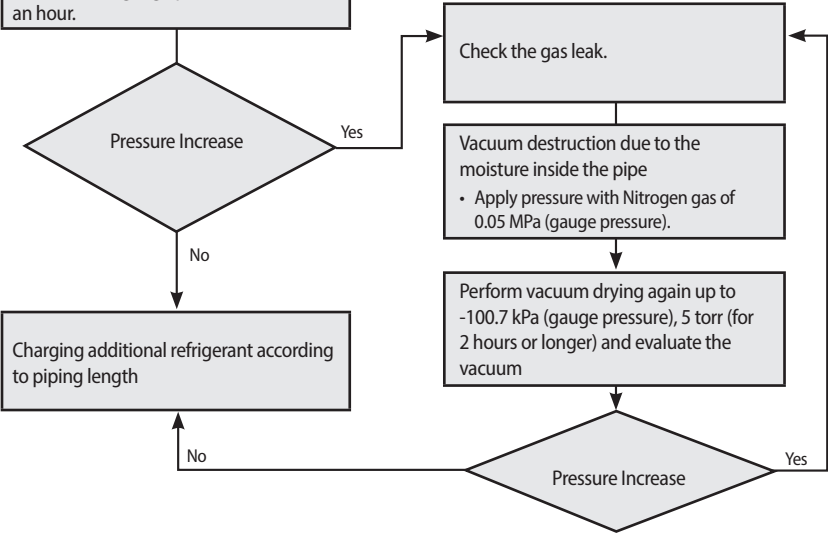 an hour.
Pressure Increase
Yes
No
Charging additional refrigerant according
to piping length
Check the gas leak.
Vacuum destruction due to the
moisture inside the pipe
• Apply pressure with Nitrogen gas of
0.05 MPa (gauge pressure).
Perform vacuum drying again up to
-100.7 kPa (gauge pressure), 5 torr (for
2 hours or longer) and evaluate the
vacuum
Pressure Increase
Yes
No